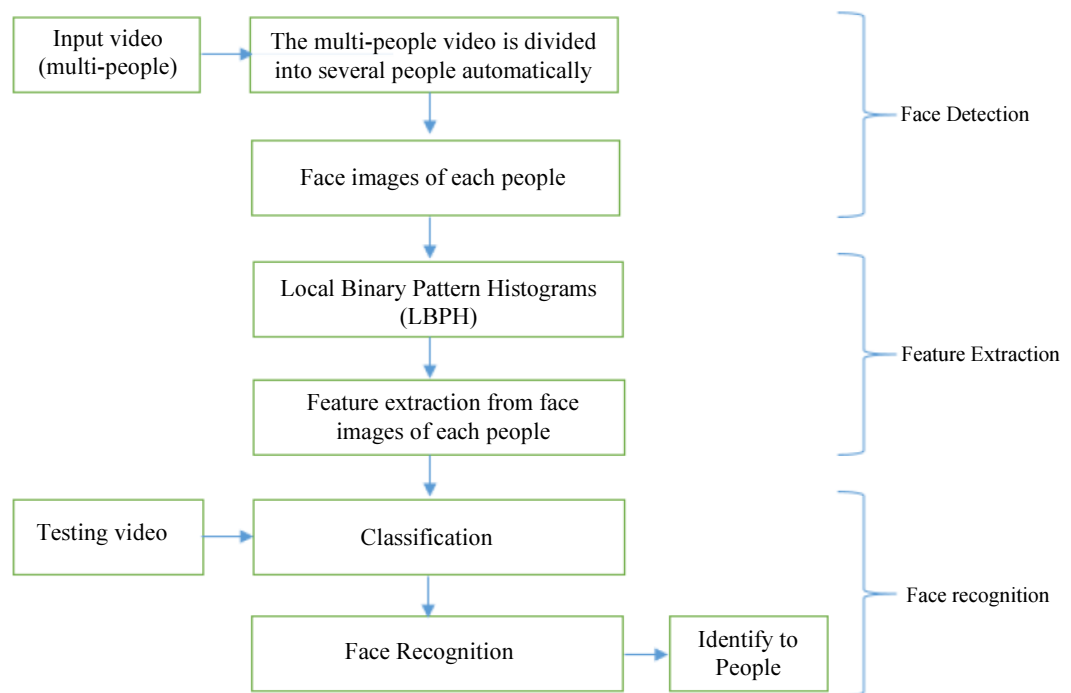 Input video
(multi-people)
The multi-people video is divided
into several people automatically
Face Detection
Face images of each people
Local Binary Pattern Histograms
(LBPH)
Feature Extraction
Feature extraction from face
images of each people
Testing video
Classification
Face recognition
Face Recognition
Identify to
People